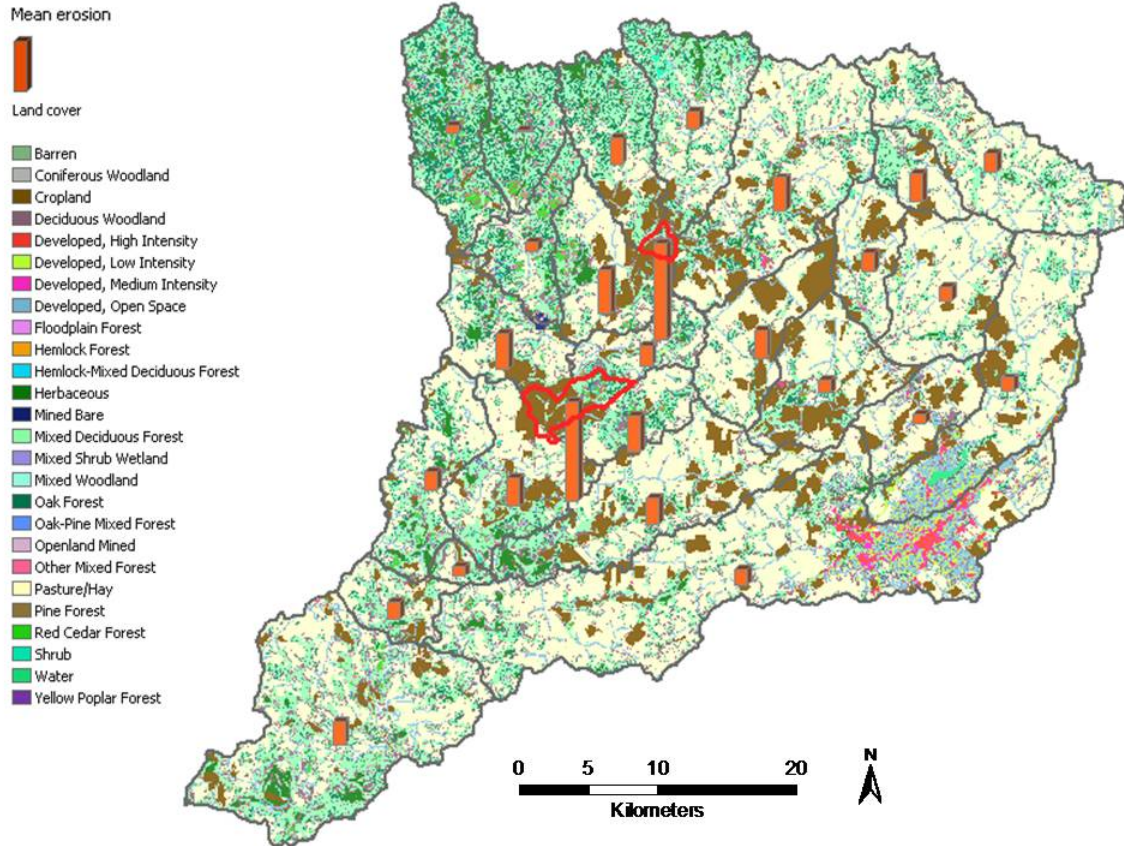 Mean erosion
Land cover
Barren
Coniferous Woodland
Cropland
Deciduous Woodland
Developed, High Intensity
Developed, Low Intensity
Developed, Medium Intensity
Developed, Open Space
Floodplain Forest
Hemlock Forest
Hemlock-Mixed Deciduous Forest
Herbaceous
Mined Bare
Mixed Deciduous Forest
Mixed Shrub Wetland
Mixed Woodland
Oak Forest
Oak-Pine Mixed Forest
Openland Mined
Other Mixed Forest
Pasture/Hay
Pine Forest
Red Cedar Forest
Shrub
Water
Yellow Poplar Forest
0 5 10 20
Kilometers
N